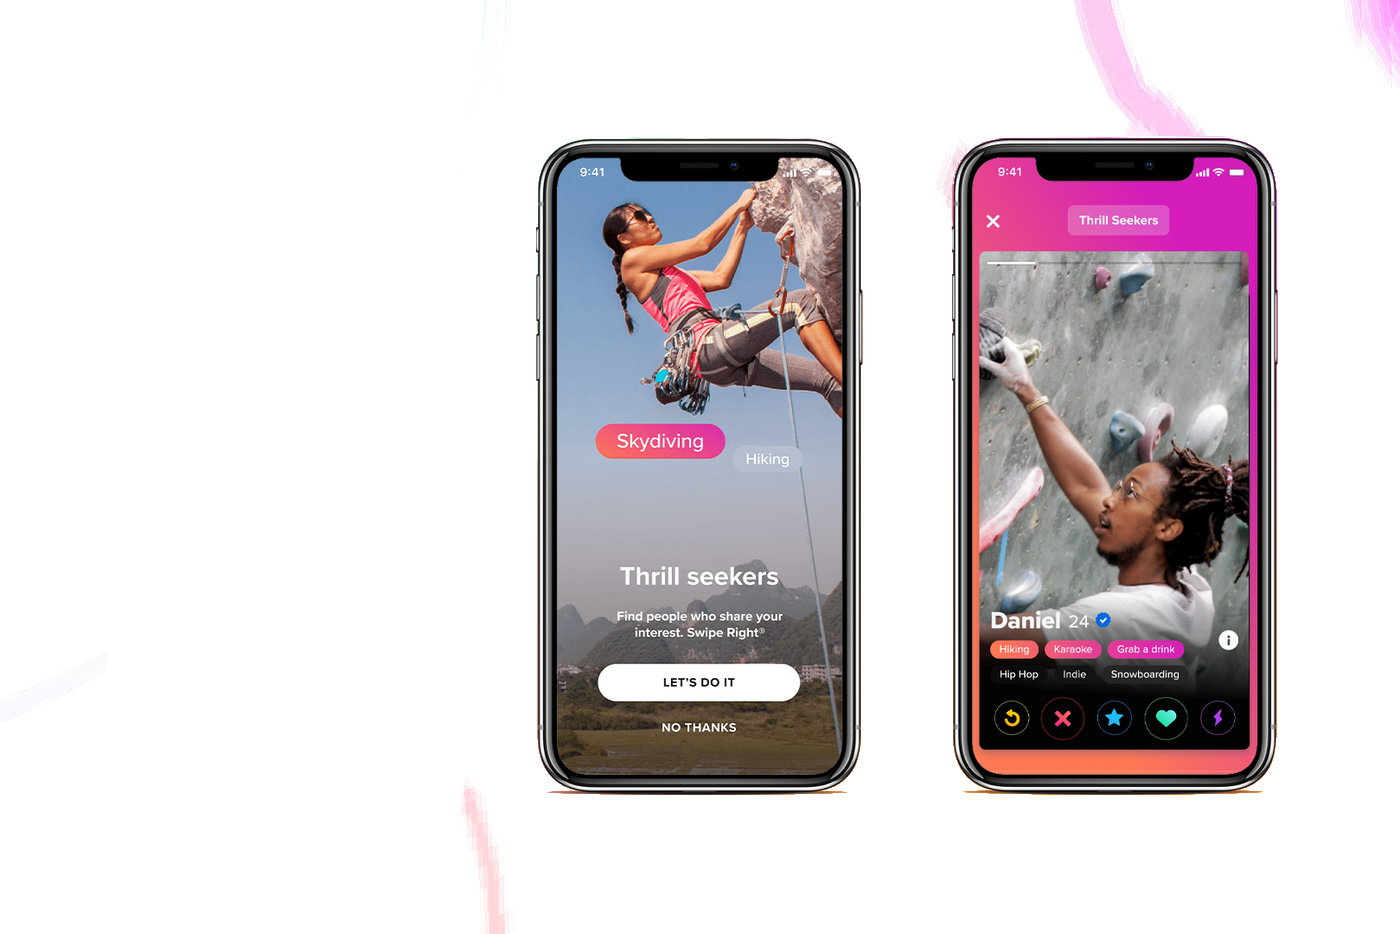 9:41
Skydiving
Hiking
Thrill seekers
Find people who share your
interest. Swipe Right®
LET'S DO IT
NO THANKS
9:41
Thrill Seekers
Daniel 24
Hiking Karaoke Grab a drink
Hip Hop Indie Snowboarding